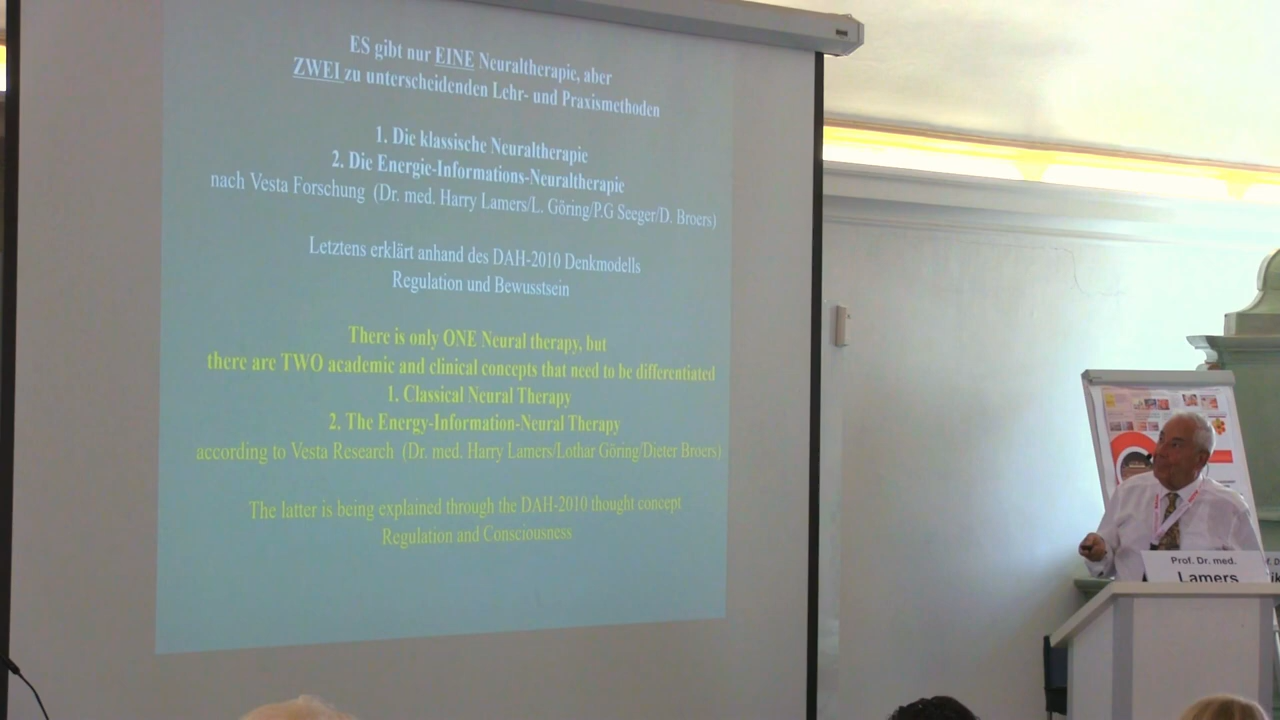 ES gibt nur EINE Neuraltherapie, aber
ZWEI zu unterscheidenden Lehr- und Praxismethoden
1. Die klassische Neuraltherapie
2. Die Energie-Informations-Neuraltherapie
nach Vesta Forschung (Dr. med. Harry Lamers/L. Göring/P.G Seeger/D. Broers)
Letztens erklärt anhand des DAH-2010 Denkmodells
Regulation und Bewusstsein
There is only ONE Neural therapy, but
there are TWO academic and clinical concepts that need to be differentiated
1. Classical Neural Therapy
2. The Energy-Information-Neural Therapy
according to Vesta Research (Dr. med. Harry Lamers/Lothar Göring/Dieter Broers)
The latter is being explained through the DAH-2010 thought concept
Regulation and Consciousness
Prof. Dr. med.
Lamers